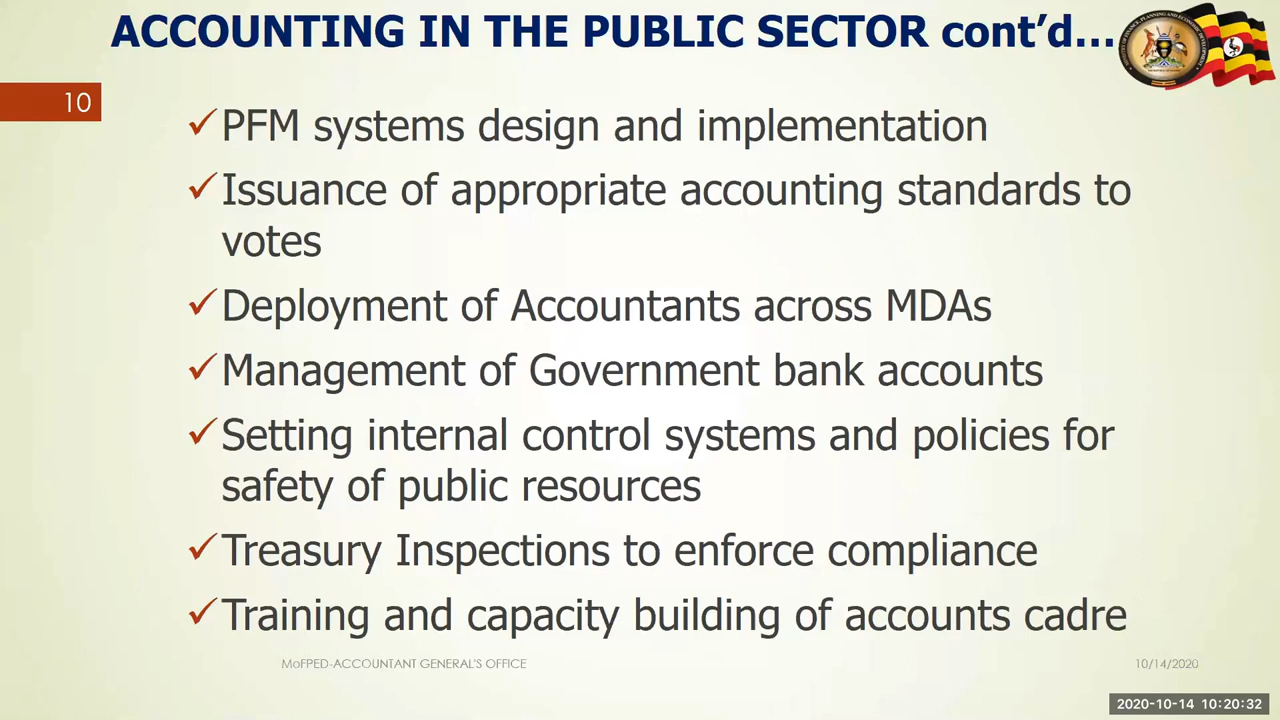 ACCOUNTING IN THE PUBLIC SECTOR cont’d...
10
✓PFM systems design and implementation
✓Issuance of appropriate accounting standards to
votes
✓Deployment of Accountants across MDAs
✓Management of Government bank accounts
✓Setting internal control systems and policies for
safety of public resources
✓Treasury Inspections to enforce compliance
✓Training and capacity building of accounts cadre
MoFPED-ACCOUNTANT GENERAL'S OFFICE
10/14/2020
2020-10-14 10:20:32